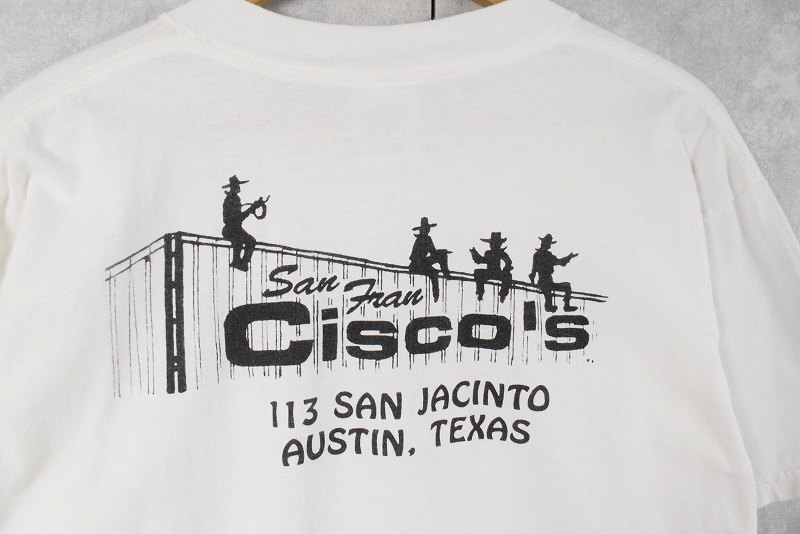 San Fran
Cisco's
113 SAN JACINTO
AUSTIN, TEXAS